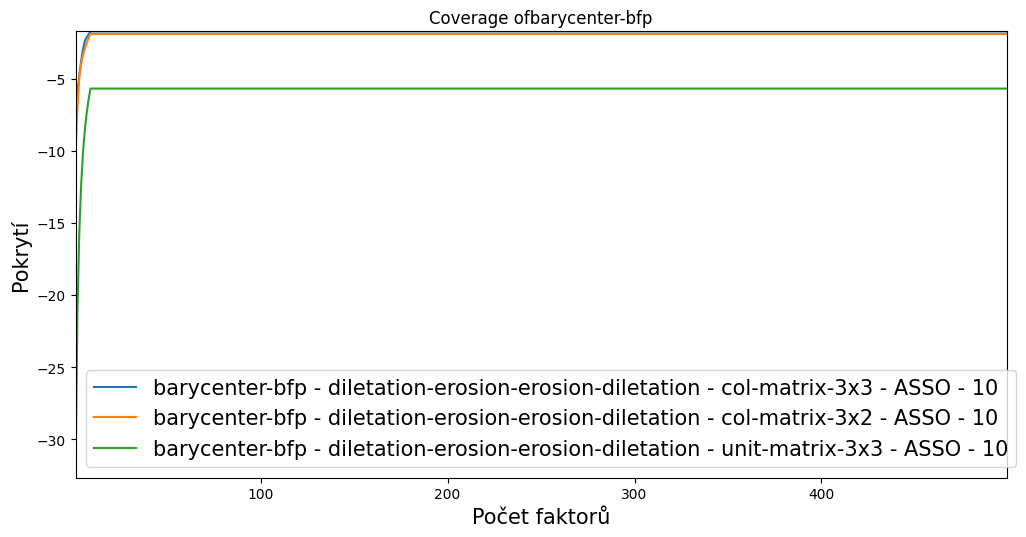 Coverage ofbarycenter-bfp
Pokrytí
−5
−10
−15
−20
−25
−30
barycenter-bfp - diletation-erosion-erosion-diletation - col-matrix-3x3 - ASSO - 10
barycenter-bfp - diletation-erosion-erosion-diletation - col-matrix-3x2 - ASSO - 10
barycenter-bfp - diletation-erosion-erosion-diletation - unit-matrix-3x3 - ASSO - 10
100 200 300 400
Počet faktorů